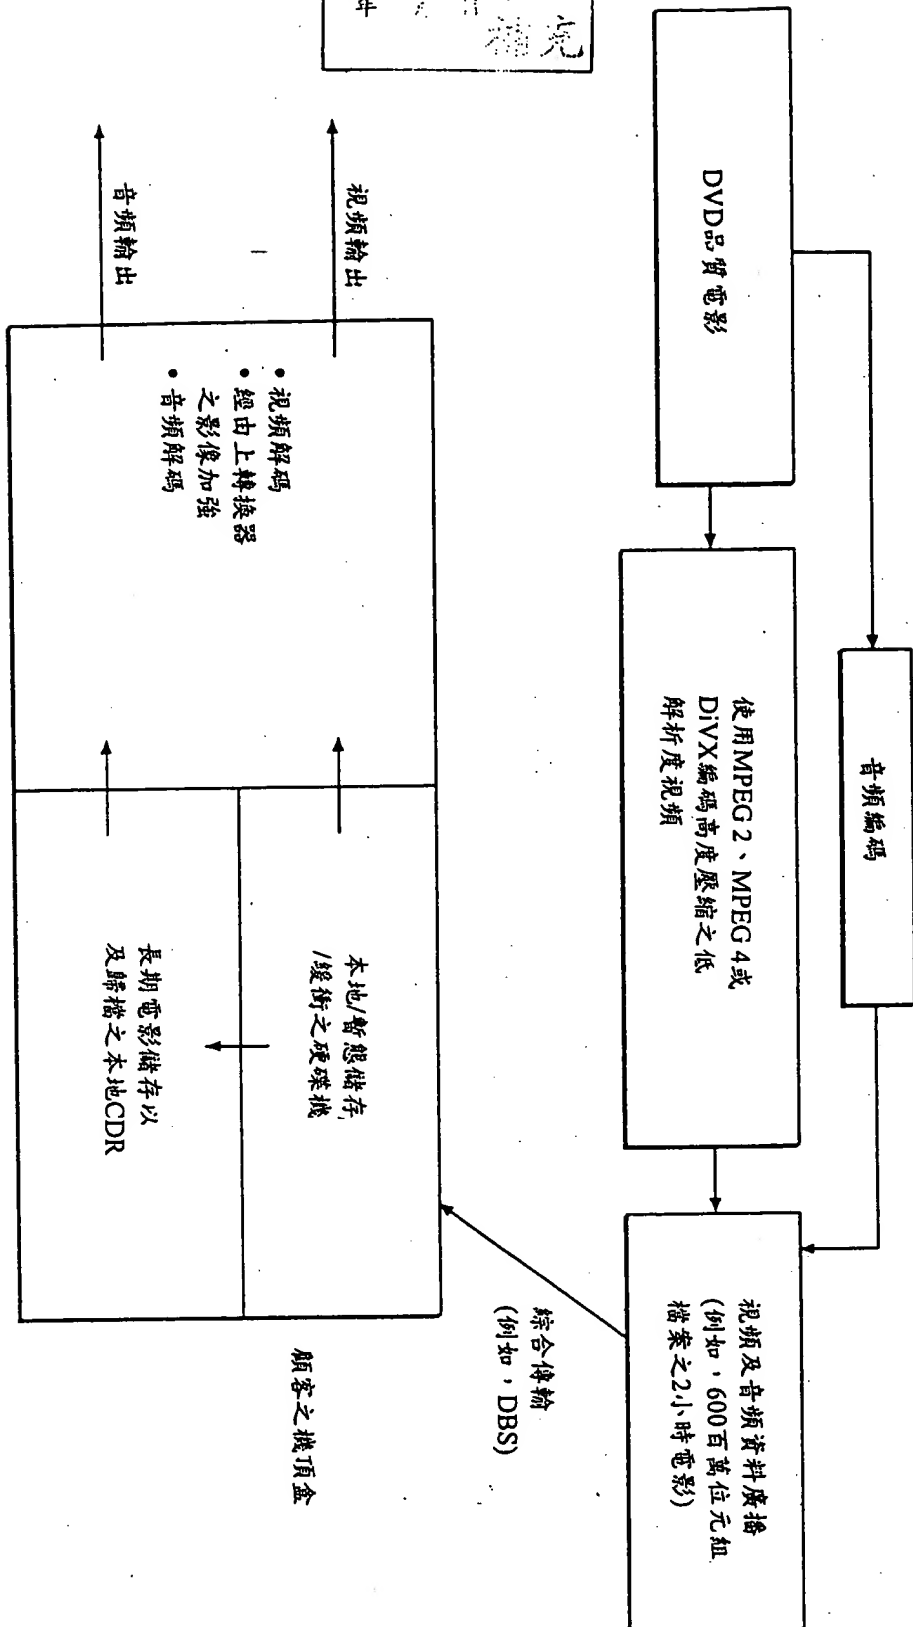 補充
音頻編碼
DVD品質電影
使用MPEG 2、MPEG 4或
DiVX編碼高度壓縮之低
解析度視頻
視頻及音頻資料廣播
(例如，600百萬位元組
檔案之2小時電影)
綜合傳輸
(例如，DBS)
顧客之機頂盒
視頻輸出
音頻輸出
• 視頻解碼
• 經由上轉換器
之影像加強
• 音頻解碼
本地/暫態儲存
/緩衝之硬碟機
長期電影儲存以
及歸檔之本地CDR